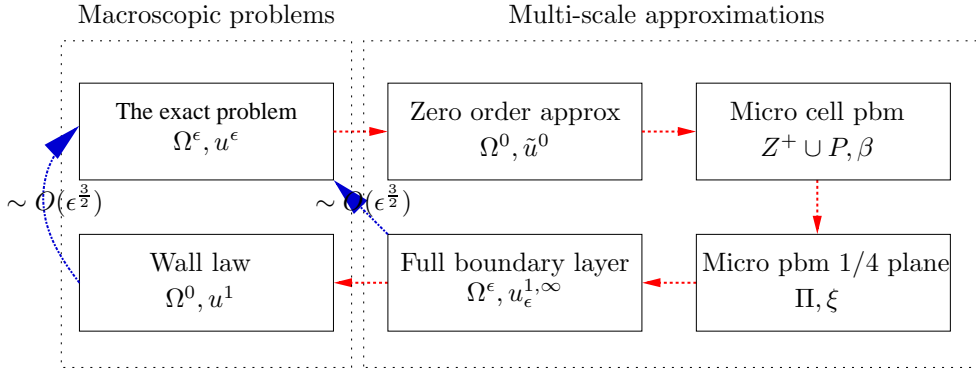 Macroscopic problems
Multi-scale approximations
The exact problem
Ω^ϵ, u^ϵ
Zero order approx
Ω^0, ũ^0
Micro cell pbm
Z^+ ∪ P, β
∼ O(ϵ^{3/2})
∼ O(ϵ^{3/2})
Wall law
Ω^0, u^1
Full boundary layer
Ω^ϵ, u_ϵ^{1,∞}
Micro pbm 1/4 plane
Π, ξ